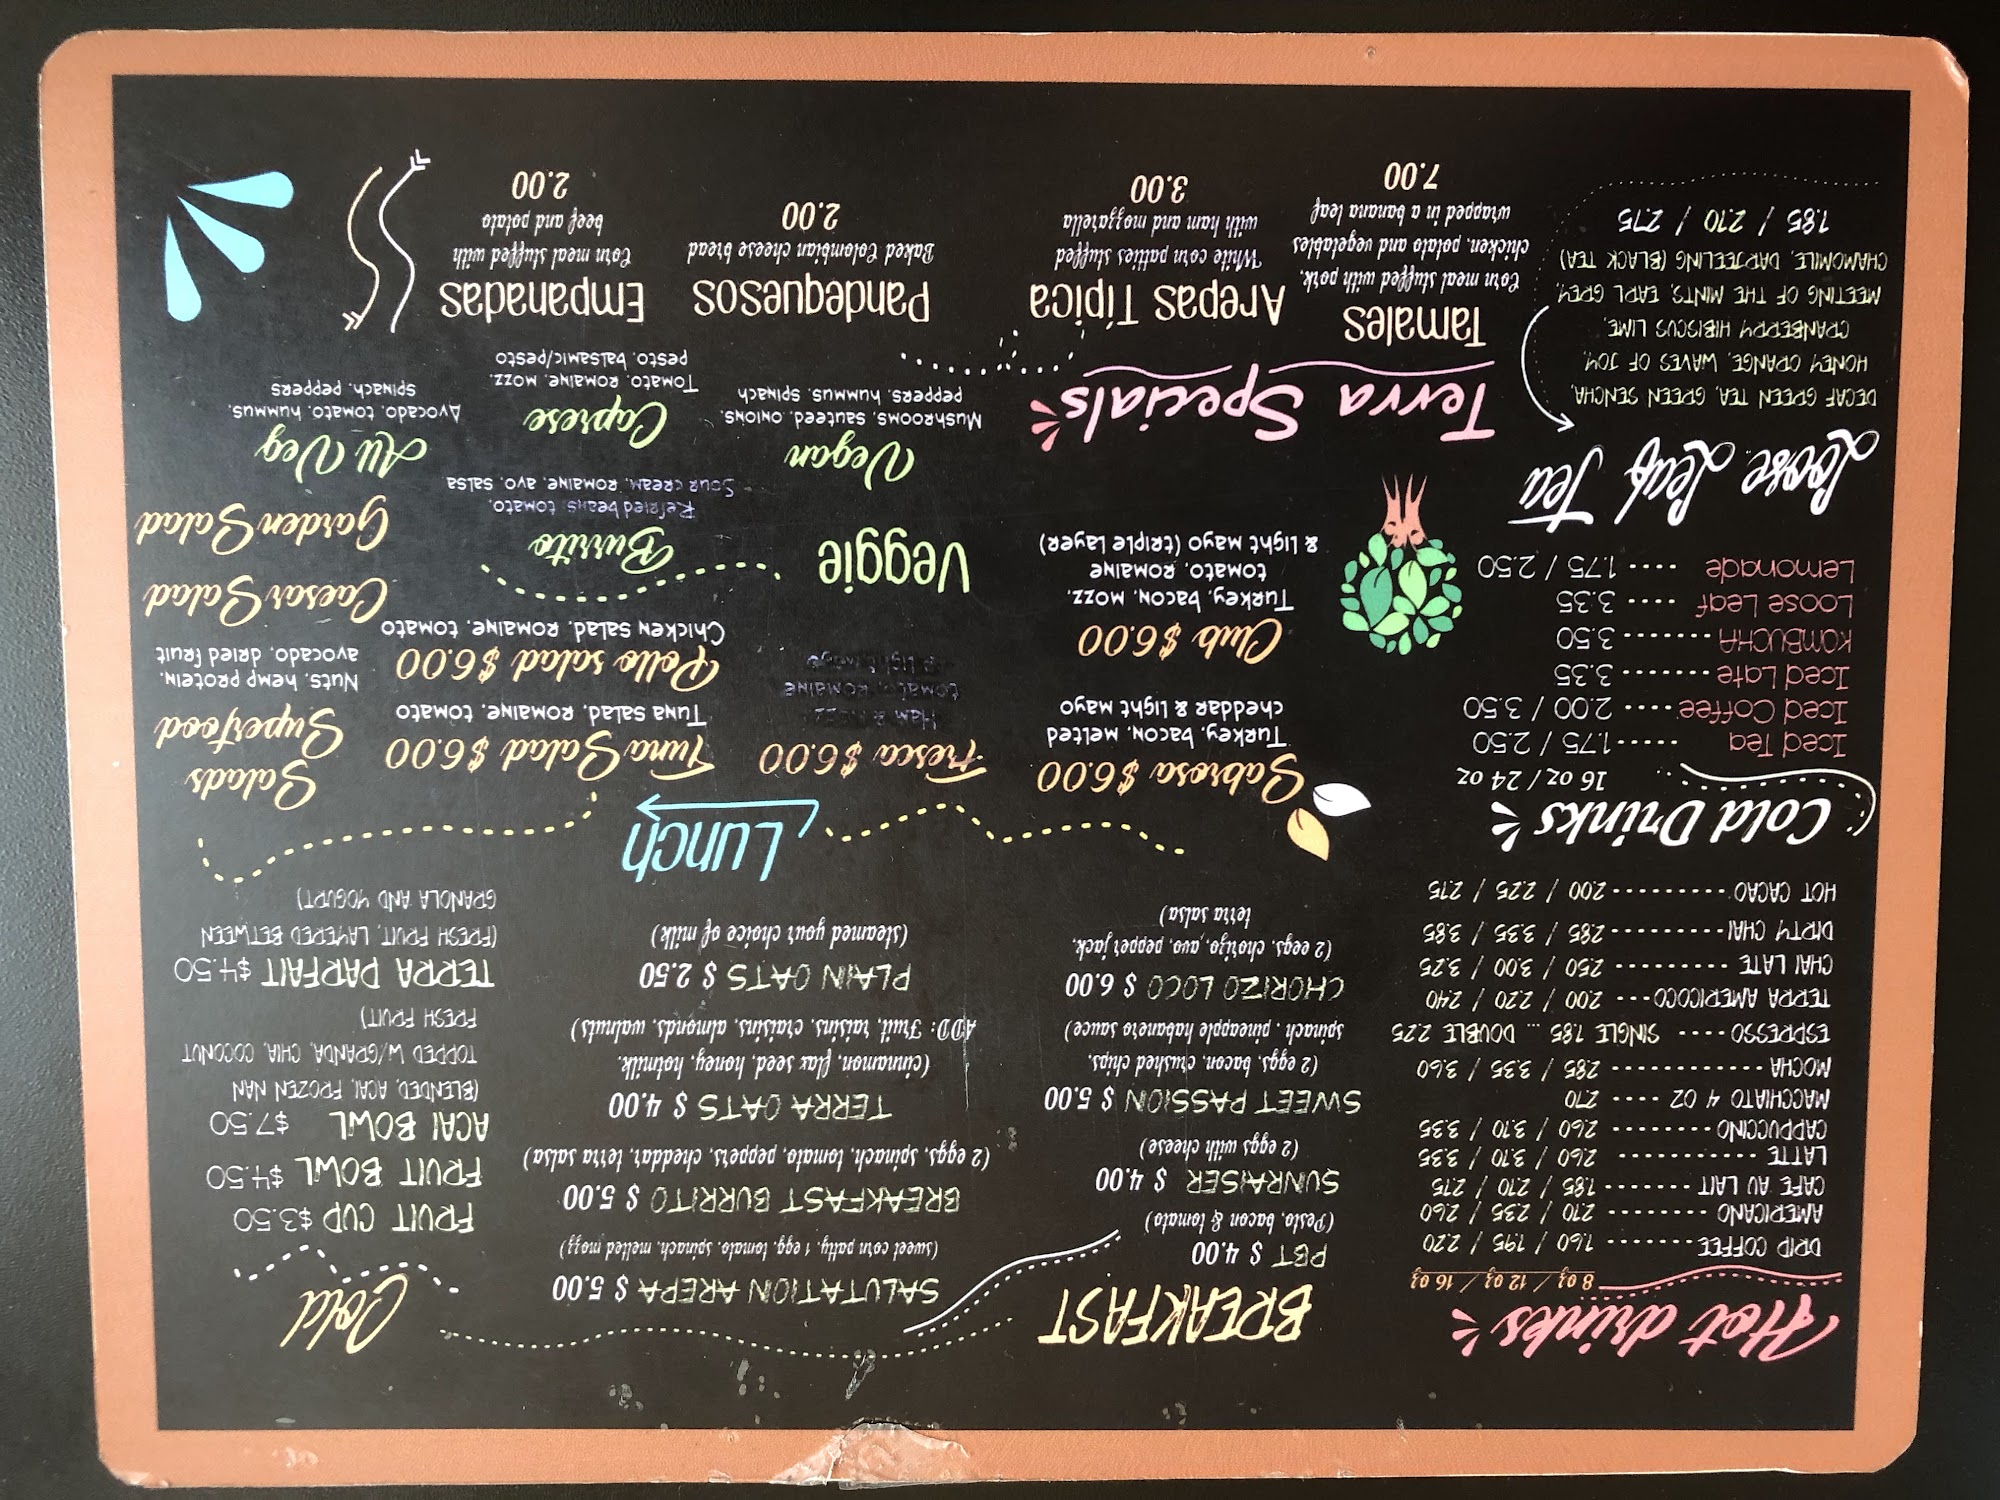 Hot drinks
8 oz / 12 oz / 16 oz
DRIP COFFEE ········ 1.60 / 1.95 / 2.20
AMERICANO ········ 2.10 / 2.35 / 2.60
CAFE AU LAIT ········ 1.85 / 2.10 / 2.75
LATTE ············ 2.60 / 3.10 / 3.35
CAPPUCCINO ········ 2.60 / 3.10 / 3.35
MACCHIATO 4 OZ ····· 2.70
MOCHA ············· 2.85 / 3.35 / 3.60
ESPRESSO ···· SINGLE 1.85 ... DOUBLE 2.25
TERRA AMERICOCO ···· 2.00 / 2.20 / 2.40
CHAI LATE ·········· 2.50 / 3.00 / 3.25
DIRTY CHAI ·········· 2.85 / 3.35 / 3.85
HOT CACAO ·········· 2.00 / 2.25 / 2.75
Cold Drinks
16 oz / 24 oz
Iced Tea ·····1.75 / 2.50
Iced Coffee ···· 2.00 / 3.50
Iced Late ········ 3.35
KOMBUCHA ········ 3.50
Loose Leaf ····· 3.35
Lemonade ····· 1.75 / 2.50
Loose Leaf Tea
DECAF GREEN TEA, GREEN SENCHA,
HONEY ORANGE, WAVES OF JOY,
CRANBERRY HIBISCUS LIME,
MEETING OF THE MINTS, EARL GREY,
CHAMOMILE, DARJEELING (BLACK TEA)
1.85 / 2.10 / 2.75
BREAKFAST
PBT $ 4.00
(Pesto, bacon & tomato)
SUNRAISER $ 4.00
(2 eggs with cheese)
SWEET PASSION $ 5.00
(2 eggs, bacon, crushed chips,
spinach , pineapple habanero sauce)
CHORIZO LOCO $ 6.00
(2 eegs, chorizo, avo, pepper jack,
terra salsa)
SALUTATION AREPA $ 5.00
(sweet corn patty, 1 egg, tomato, spinach, melted mozz)
BREAKFAST BURRITO $ 5.00
(2 eggs, spinach, tomato, peppers, cheddar, terra salsa)
TERRA OATS $ 4.00
(cinnamon, flax seed, honey, hotmilk.
ADD: Fruit, raisins, craisins, almonds, walnuts)
PLAIN OATS $ 2.50
(steamed your choice of milk)
Cold
FRUIT CUP $3.50
FRUIT BOWL $4.50
ACAI BOWL $7.50
(BLENDED, ACAI, FROZEN NAN
TOPPED W/GRANDA, CHIA, COCONUT
FRESH FRUIT)
TERRA PARFAIT $4.50
(FRESH FRUIT, LAYERED BETWEEN
GRANOLA AND YOGURT)
Lunch
Sabrosa $6.00
Turkey, bacon, melted
cheddar & light mayo
Club $6.00
Turkey, bacon, mozz.
tomato, romaine
& light mayo (triple layer)
Fresca $6.00
Ham & mozz
tomato, romaine
& light mayo
Tuna Salad $6.00
Tuna salad, romaine, tomato
Pollo salad $6.00
Chicken salad, romaine, tomato
Salads
Superfood
Nuts, hemp protein,
avocado, dried fruit
Caesar Salad
Garden Salad
Veggie
Burrito
Refried beans, tomato,
Sour cream, romaine, avo, salsa
Vegan
Mushrooms, sauteed, onions,
peppers, hummus, spinach
Caprese
Tomato, romaine, mozz.
pesto, balsamic/pesto
All Veg
Avocado, tomato, hummus,
spinach, peppers
Terra Specials
Tamales
Corn meal stuffed with pork,
chicken, potato and vegetables
wrapped in a banana leaf
7.00
Arepas Típica
White corn patties stuffed
with ham and mozzarella
3.00
Pandequesos
Baked Colombian cheese bread
2.00
Empanadas
Corn meal stuffed with
beef and potato
2.00